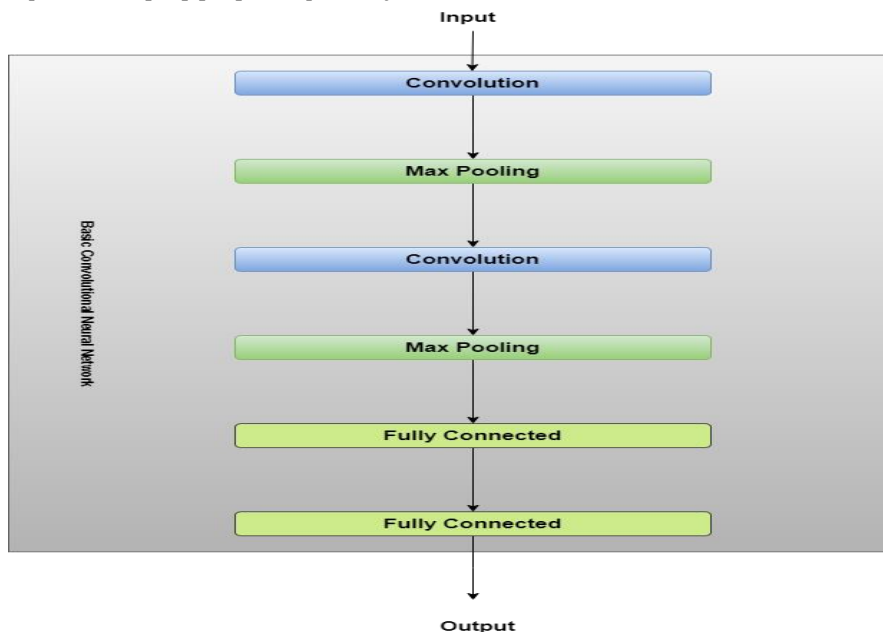 Input
Convolution
Max Pooling
Convolution
Basic Convolutional Neural Network
Max Pooling
Fully Connected
Fully Connected
Output